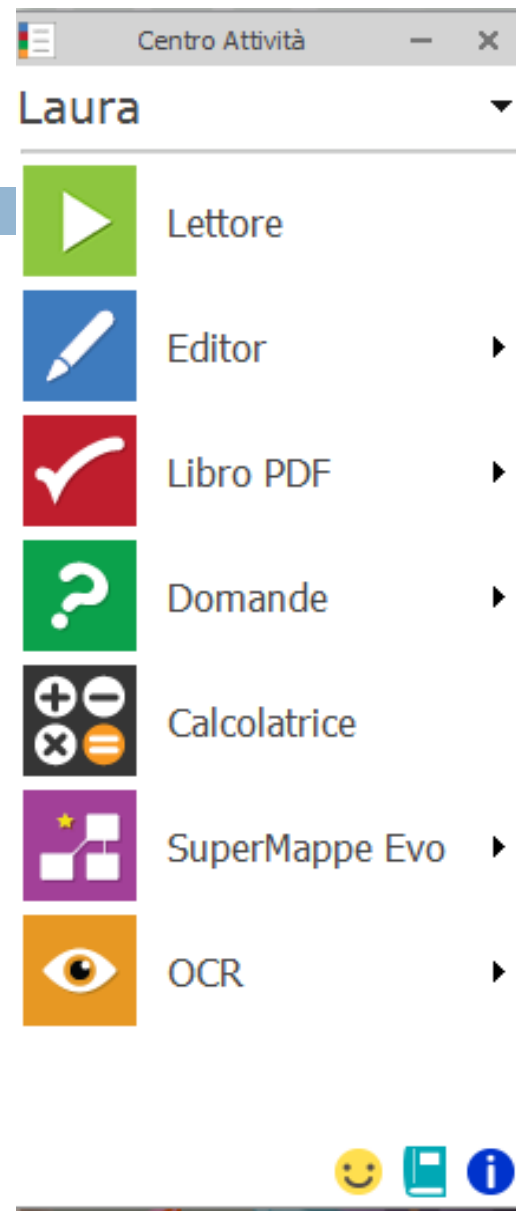 Centro Attività
Laura
Lettore
Editor
Libro PDF
Domande
Calcolatrice
SuperMappe Evo
OCR